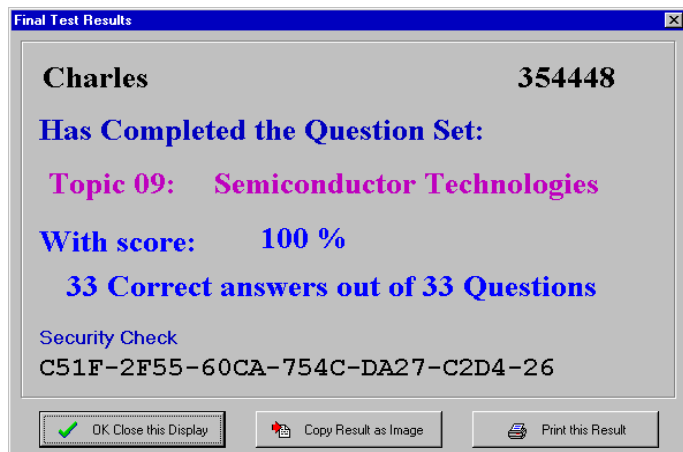 Final Test Results
Charles 354448
Has Completed the Question Set:
Topic 09: Semiconductor Technologies
With score: 100 %
33 Correct answers out of 33 Questions
Security Check
C51F-2F55-60CA-754C-DA27-C2D4-26
OK Close this Display Copy Result as Image Print this Result